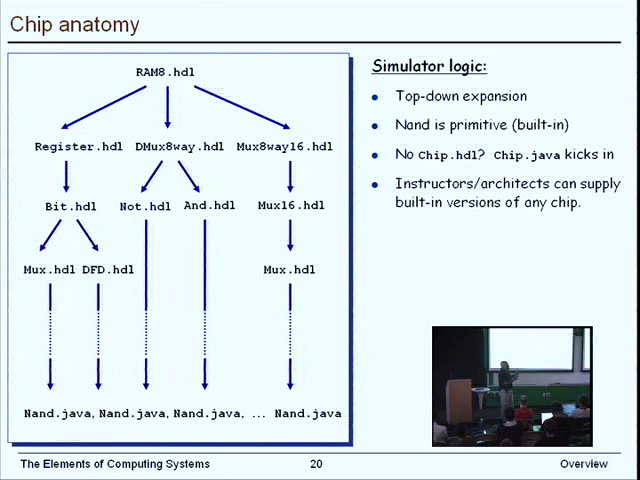 Chip anatomy
RAM8.hdl
Register.hdl DMux8way.hdl Mux8way16.hdl
Bit.hdl Not.hdl And.hdl Mux16.hdl
Mux.hdl DFD.hdl Mux.hdl
Nand.java, Nand.java, Nand.java, ... Nand.java
Simulator logic:
• Top-down expansion
• Nand is primitive (built-in)
• No chip.hdl? chip.java kicks in
• Instructors/architects can supply
built-in versions of any chip.
The Elements of Computing Systems 20 Overview